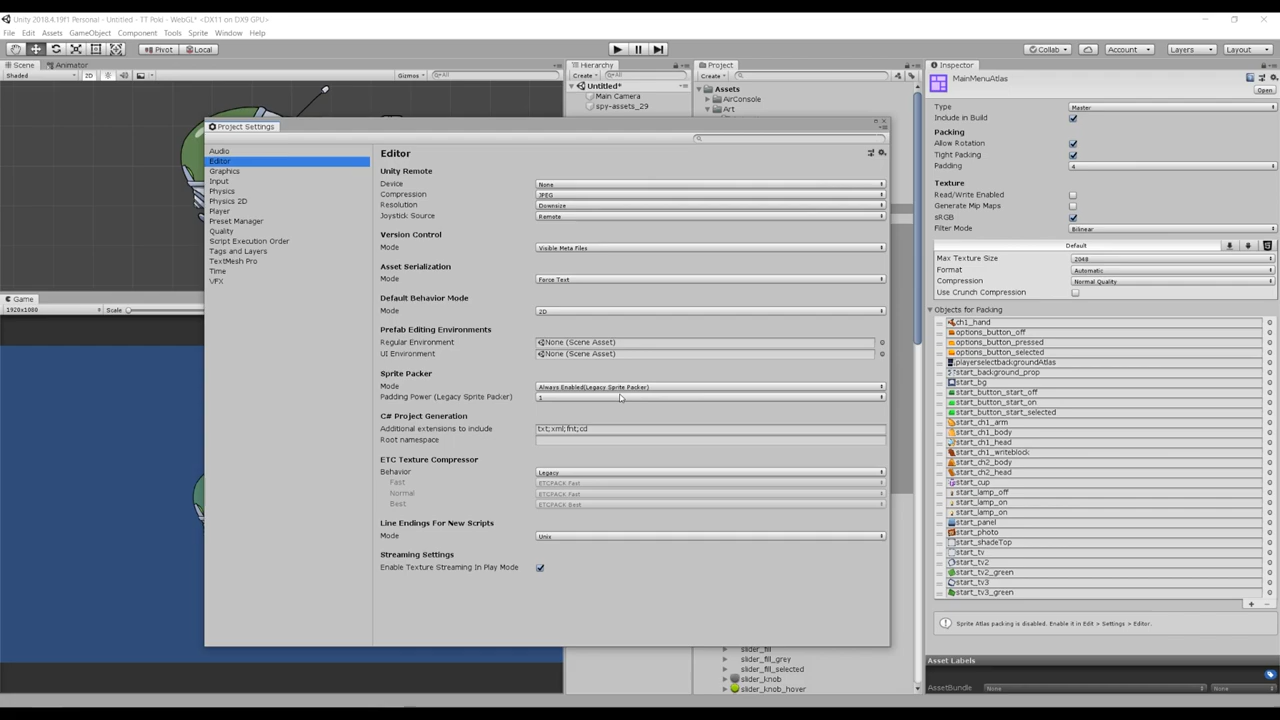 Unity 2018.4.19f1 Personal - Untitled - TT Poki - WebGL* <DX11 on DX9 GPU>
File Edit Assets GameObject Component Tools Sprite Window Help
Pivot Local Collab Account Layers Layout
Scene Animator
Shaded 2D Gizmos All
Hierarchy
Create All
Untitled*
Main Camera
spy-assets_29
Project
Create
Assets
AirConsole
Art
Game
1920x1080 Scale
Project Settings
Audio
Editor
Graphics
Input
Physics
Physics 2D
Player
Preset Manager
Quality
Script Execution Order
Tags and Layers
TextMesh Pro
Time
VFX
Editor
Unity Remote
Device None
Compression JPEG
Resolution Downsize
Joystick Source Remote
Version Control
Mode Visible Meta Files
Asset Serialization
Mode Force Text
Default Behavior Mode
Mode 2D
Prefab Editing Environments
Regular Environment None (Scene Asset)
UI Environment None (Scene Asset)
Sprite Packer
Mode Always Enabled(Legacy Sprite Packer)
Padding Power (Legacy Sprite Packer) 1
C# Project Generation
Additional extensions to include txt;xml;fnt;cd
Root namespace
ETC Texture Compressor
Behavior Legacy
Fast ETCPACK Fast
Normal ETCPACK Fast
Best ETCPACK Best
Line Endings For New Scripts
Mode Unix
Streaming Settings
Enable Texture Streaming In Play Mode
slider_fill
slider_fill_grey
slider_fill_selected
slider_knob
slider_knob_hover
Inspector
MainMenuAtlas
Open
Type Master
Include in Build
Packing
Allow Rotation
Tight Packing
Padding 4
Texture
Read/Write Enabled
Generate Mip Maps
sRGB
Filter Mode Bilinear
Default
Max Texture Size 2048
Format Automatic
Compression Normal Quality
Use Crunch Compression
Objects for Packing
ch1_hand
options_button_off
options_button_pressed
options_button_selected
playerselectbackgroundAtlas
start_background_prop
start_bg
start_button_start_off
start_button_start_on
start_button_start_selected
start_ch1_arm
start_ch1_body
start_ch1_head
start_ch1_writeblock
start_ch2_body
start_ch2_head
start_cup
start_lamp_off
start_lamp_on
start_lamp_on
start_panel
start_photo
start_shadeTop
start_tv
start_tv2
start_tv2_green
start_tv3
start_tv3_green
Sprite Atlas packing is disabled. Enable it in Edit > Settings > Editor.
Asset Labels
AssetBundle None None